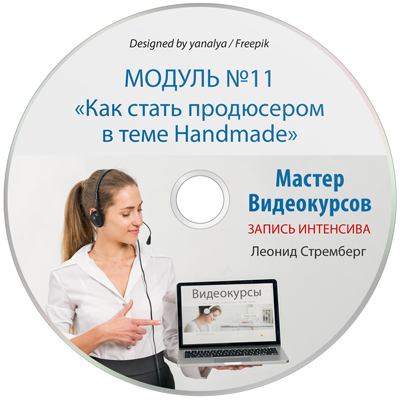 Designed by yanalya / Freepik
МОДУЛЬ №11
«Как стать продюсером
в теме Handmade»
Мастер
Видеокурсов
ЗАПИСЬ ИНТЕНСИВА
Леонид Стремберг
Видеокурсы